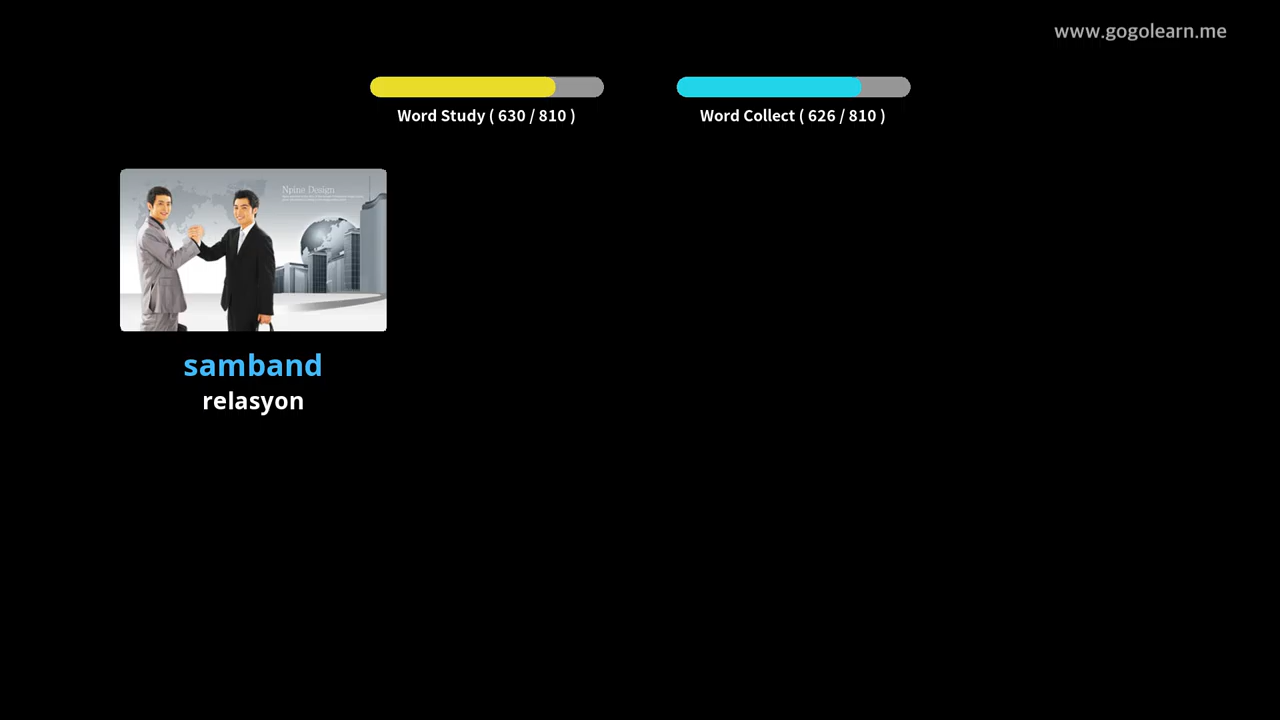 www.gogolearn.me
Word Study ( 630 / 810 )
Word Collect ( 626 / 810 )
Npine Design
samband
relasyon